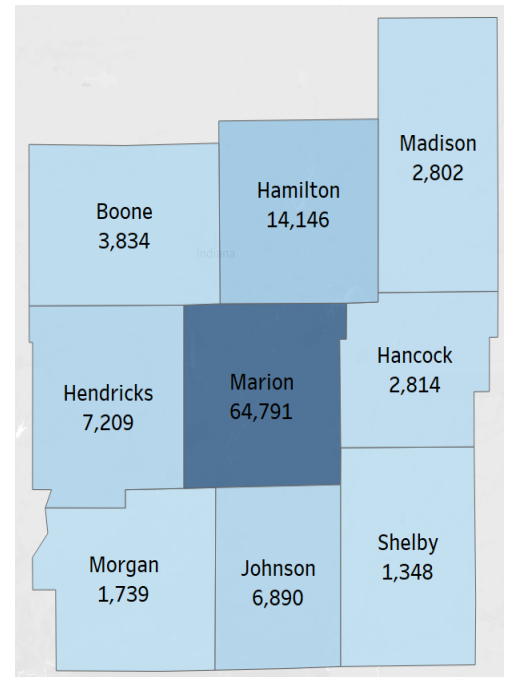 Madison
2,802
Hamilton
14,146
Boone
3,834
Indiana
Hancock
2,814
Marion
64,791
Hendricks
7,209
Shelby
1,348
Morgan
1,739
Johnson
6,890